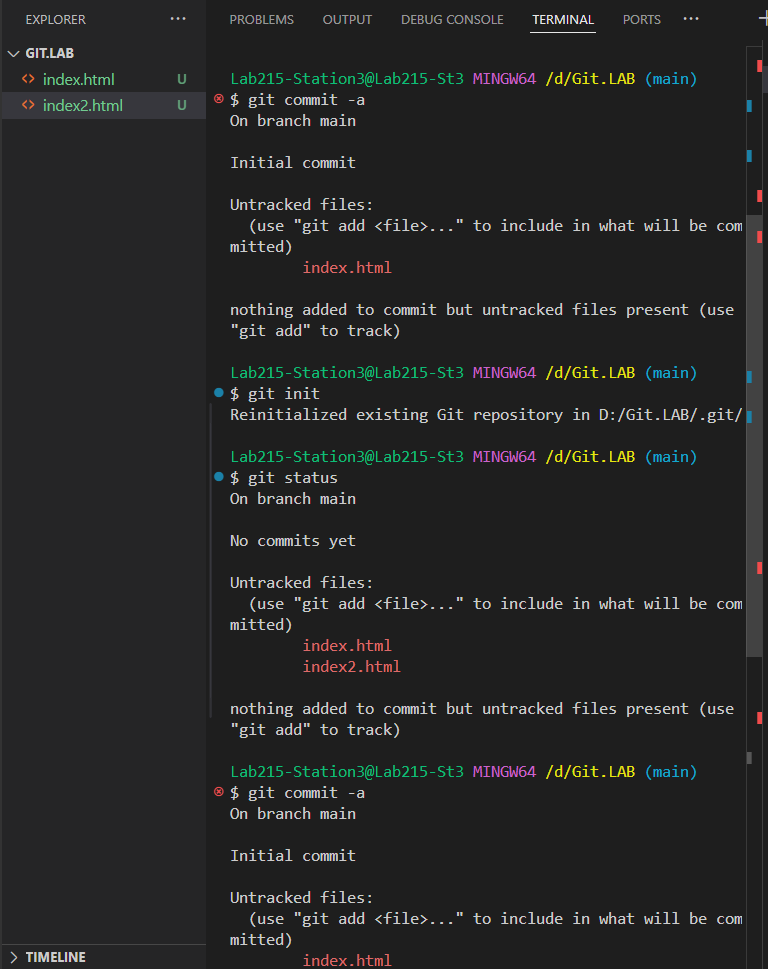 EXPLORER ···
GIT.LAB
<> index.html U
<> index2.html U
TIMELINE
PROBLEMS OUTPUT DEBUG CONSOLE TERMINAL PORTS ···
Lab215-Station3@Lab215-St3 MINGW64 /d/Git.LAB (main)
$ git commit -a
On branch main
Initial commit
Untracked files:
(use "git add <file>..." to include in what will be com
mitted)
index.html
nothing added to commit but untracked files present (use
"git add" to track)
Lab215-Station3@Lab215-St3 MINGW64 /d/Git.LAB (main)
$ git init
Reinitialized existing Git repository in D:/Git.LAB/.git/
Lab215-Station3@Lab215-St3 MINGW64 /d/Git.LAB (main)
$ git status
On branch main
No commits yet
Untracked files:
(use "git add <file>..." to include in what will be com
mitted)
index.html
index2.html
nothing added to commit but untracked files present (use
"git add" to track)
Lab215-Station3@Lab215-St3 MINGW64 /d/Git.LAB (main)
$ git commit -a
On branch main
Initial commit
Untracked files:
(use "git add <file>..." to include in what will be com
mitted)
index.html